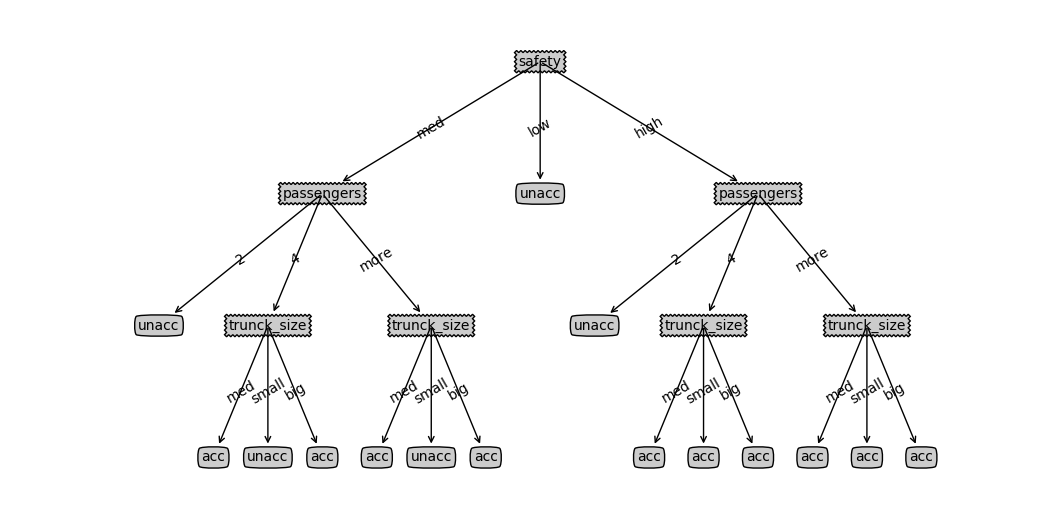 safety
med low high
passengers unacc passengers
2 4 more 2 4 more
unacc trunck_size trunck_size unacc trunck_size trunck_size
med small big med small big med small big med small big
acc unacc acc acc unacc acc acc acc acc acc acc acc